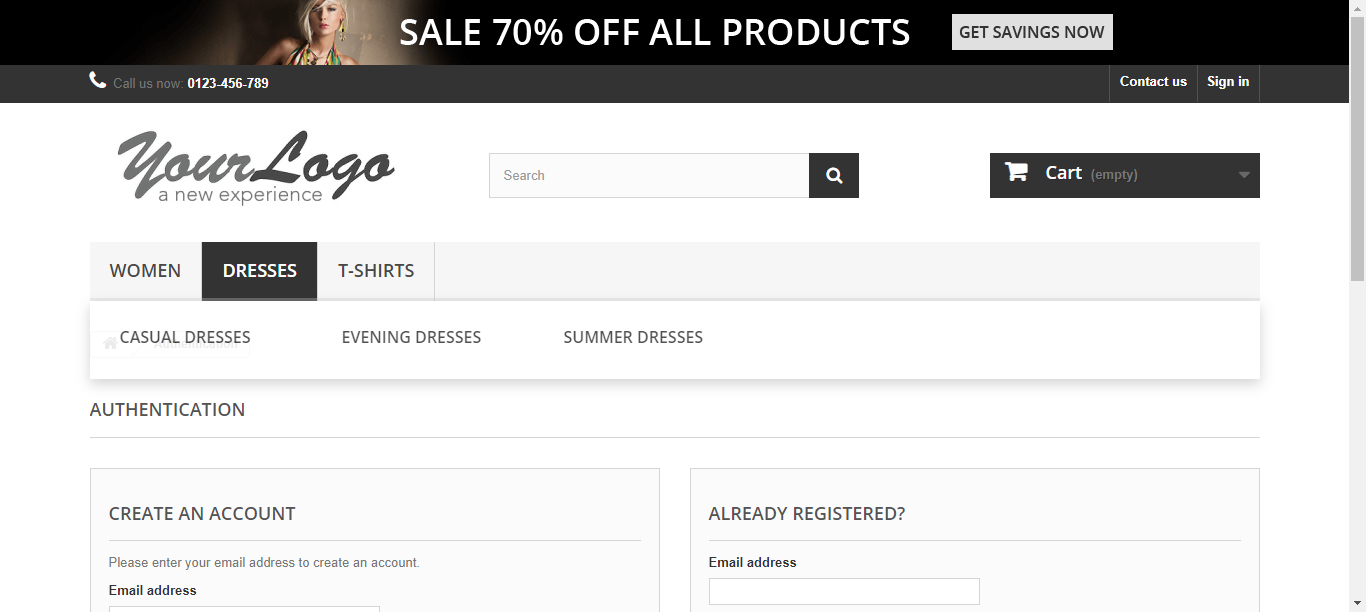 SALE 70% OFF ALL PRODUCTS GET SAVINGS NOW
Call us now: 0123-456-789 Contact us Sign in
YourLogo
a new experience
Search
Cart (empty)
WOMEN DRESSES T-SHIRTS
CASUAL DRESSES EVENING DRESSES SUMMER DRESSES
Authentication
AUTHENTICATION
CREATE AN ACCOUNT
Please enter your email address to create an account.
Email address
ALREADY REGISTERED?
Email address